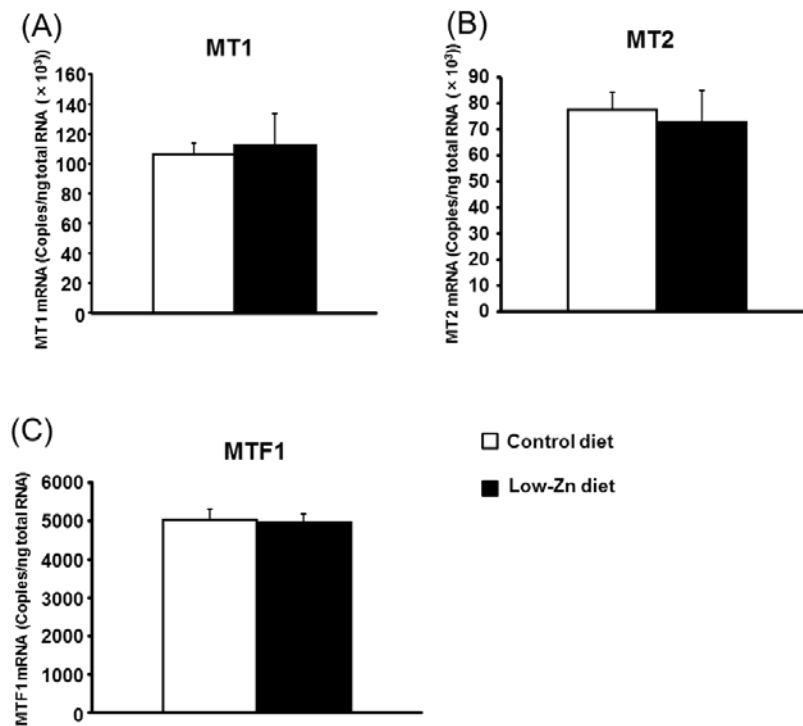 (A)
MT1
MT1 mRNA (Copies/ng total RNA (×10³))
160
140
120
100
80
60
40
20
0
(B)
MT2
MT2 mRNA (Copies/ng total RNA (×10³))
90
80
70
60
50
40
30
20
10
0
(C)
MTF1
MTF1 mRNA (Copies/ng total RNA)
6000
5000
4000
3000
2000
1000
0
Control diet
Low-Zn diet